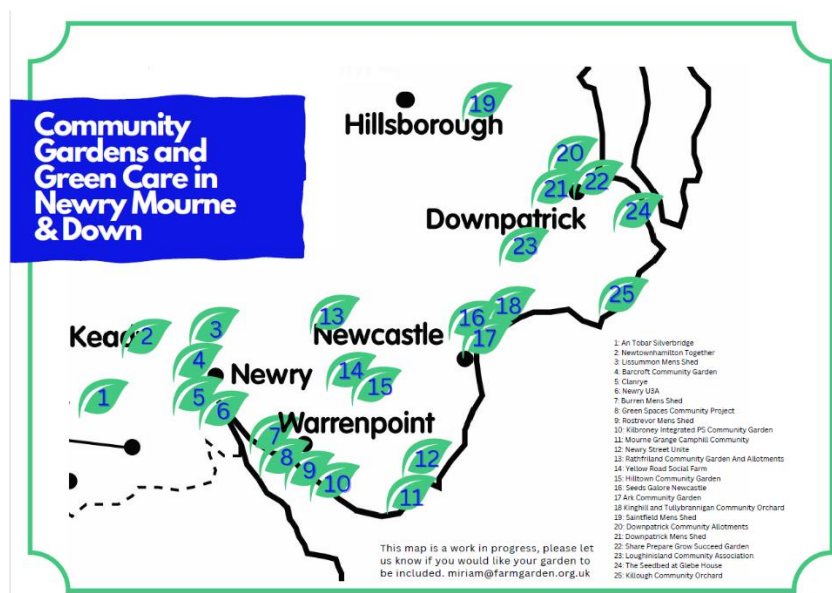 Community
Gardens and
Green Care in
Newry Mourne
& Down
19
Hillsborough
20
21
22
Downpatrick
24
23
25
18
16
13
Newcastle
17
Kead
2
3
4
Newry
14
15
1
5
6
Warrenpoint
7
8
9
10
12
11
1: An Tobar Silverbridge
2: Newtownhamilton Together
3: Lissummon Mens Shed
4: Barcroft Community Garden
5: Clanrye
6: Newry U3A
7: Burren Mens Shed
8: Green Spaces Community Project
9: Rostrevor Mens Shed
10: Kilbroney Integrated PS Community Garden
11: Mourne Grange Camphill Community
12: Newry Street Unite
13: Rathfriland Community Garden And Allotments
14: Yellow Road Social Farm
15: Hilltown Community Garden
16: Seeds Galore Newcastle
17 Ark Community Garden
18 Kinghill and Tullybrannigan Community Orchard
19: Saintfield Mens Shed
20: Downpatrick Community Allotments
21: Downpatrick Mens Shed
22: Share Prepare Grow Succeed Garden
23: Loughinisland Community Association
24: The Seedbed at Glebe House
25: Killough Community Orchard
This map is a work in progress, please let
us know if you would like your garden to
be included. miriam@farmgarden.org.uk